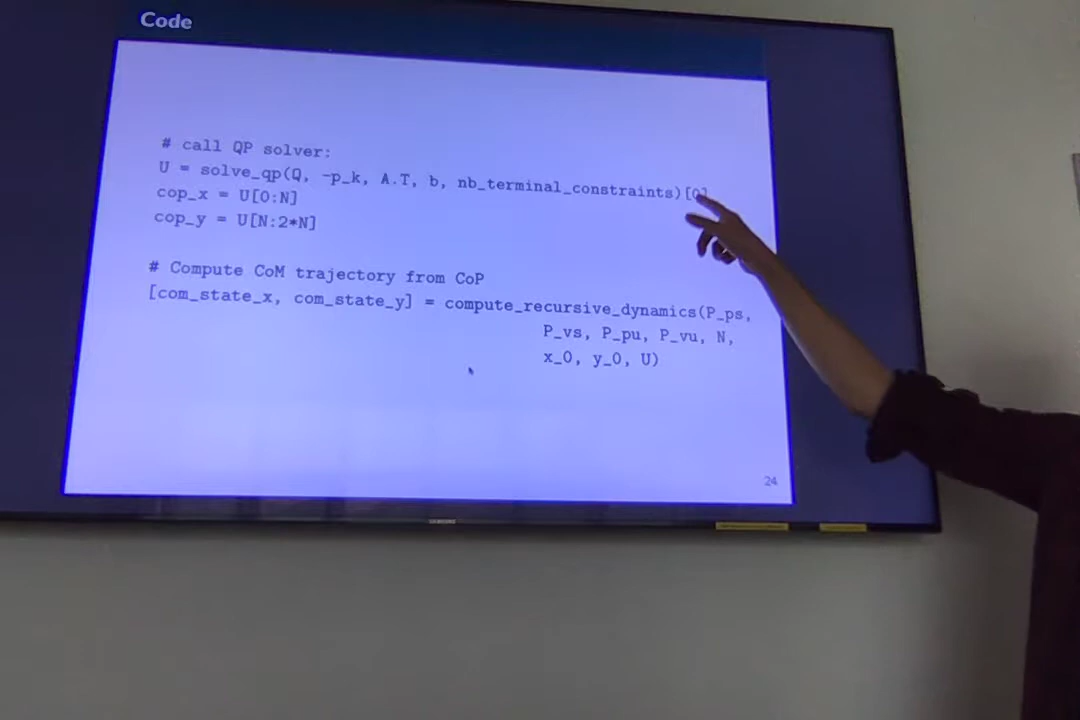 Code
# call QP solver:
U = solve_qp(Q, -p_k, A.T, b, nb_terminal_constraints)[0]
cop_x = U[0:N]
cop_y = U[N:2*N]
# Compute CoM trajectory from CoP
[com_state_x, com_state_y] = compute_recursive_dynamics(P_ps,
P_vs, P_pu, P_vu, N,
x_0, y_0, U)
24
SAMSUNG